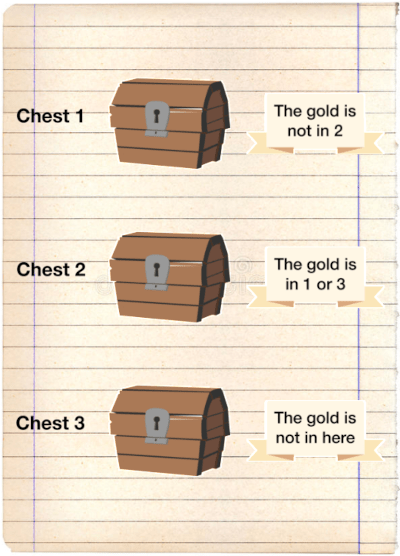 Chest 1
The gold is
not in 2
Chest 2
The gold is
in 1 or 3
Chest 3
The gold is
not in here